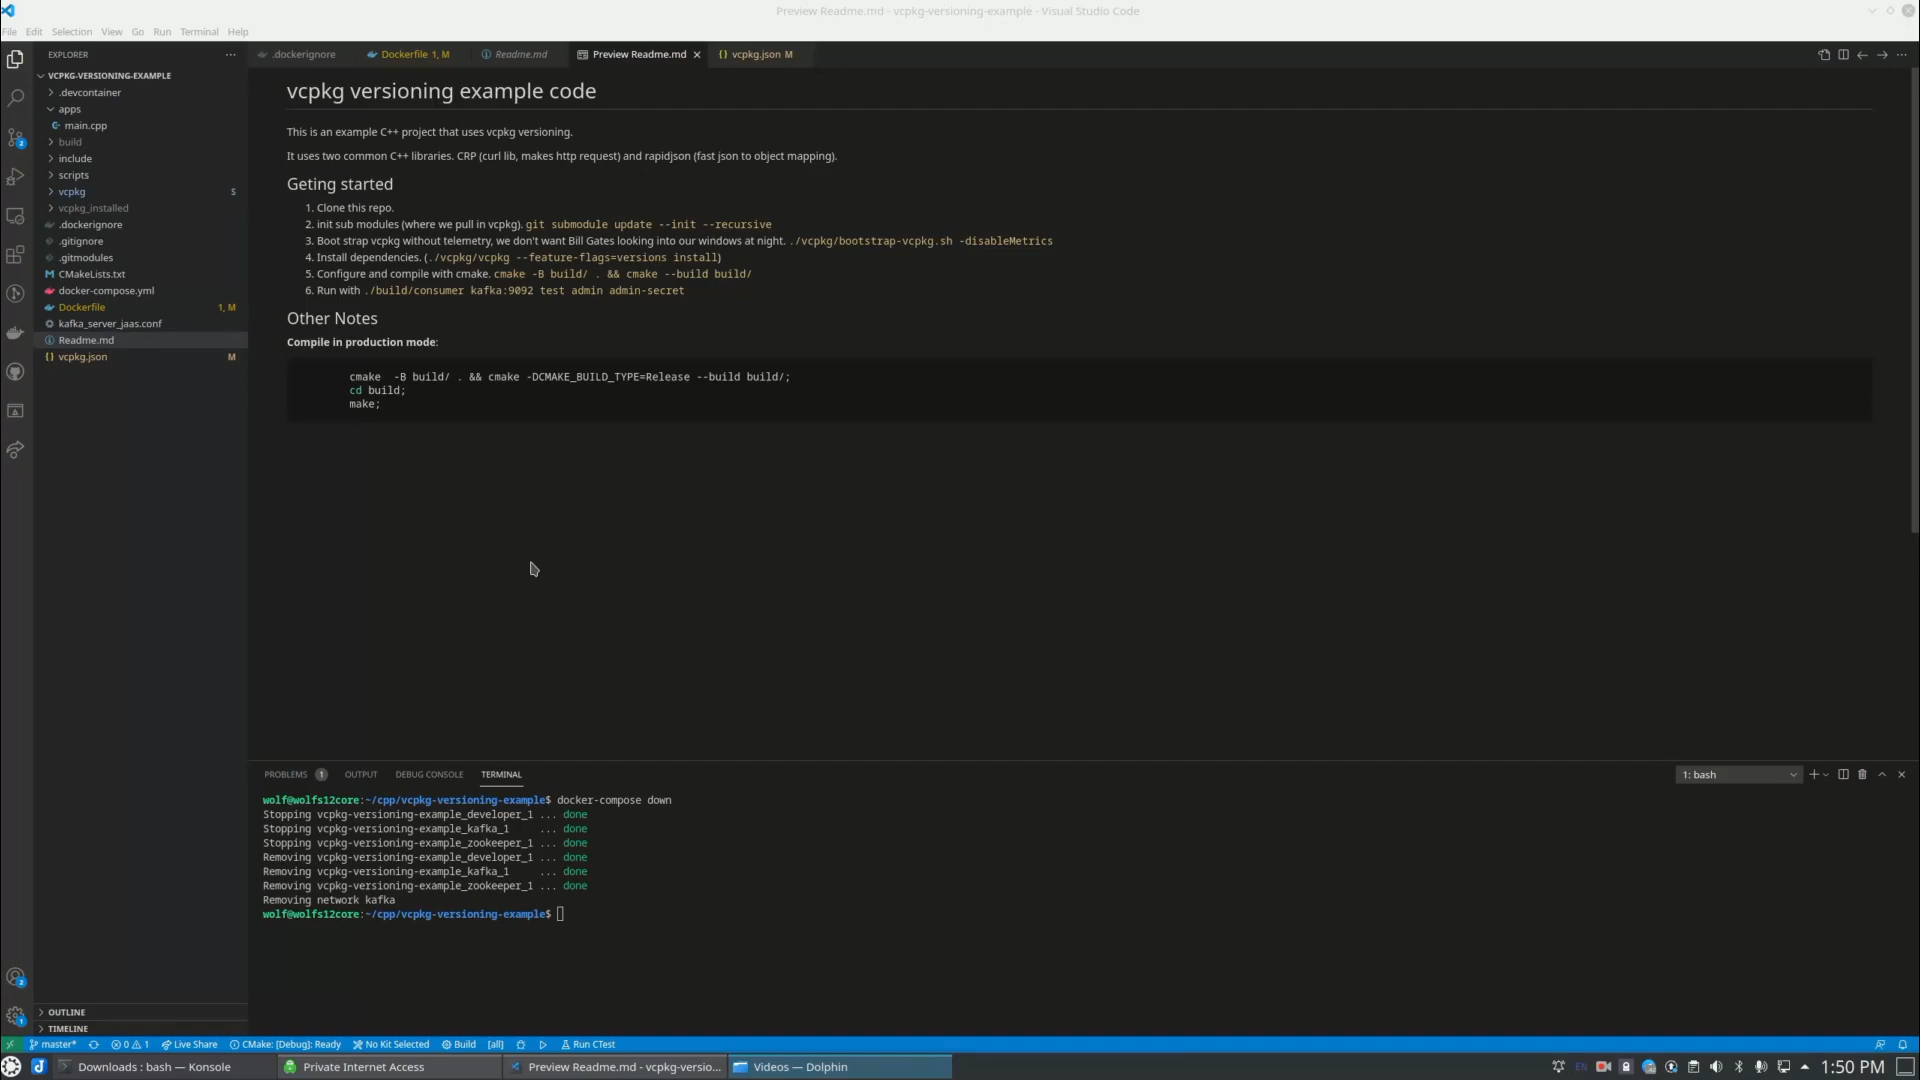 Preview Readme.md - vcpkg-versioning-example - Visual Studio Code
File Edit Selection View Go Run Terminal Help
EXPLORER
.dockerignore
Dockerfile 1, M
Readme.md
Preview Readme.md
vcpkg.json M
VCPKG-VERSIONING-EXAMPLE
.devcontainer
apps
main.cpp
build
include
scripts
vcpkg S
vcpkg_installed
.dockerignore
.gitignore
.gitmodules
CMakeLists.txt
docker-compose.yml
Dockerfile 1, M
kafka_server_jaas.conf
Readme.md
vcpkg.json M
OUTLINE
TIMELINE
2
2
1
vcpkg versioning example code
This is an example C++ project that uses vcpkg versioning.
It uses two common C++ libraries. CRP (curl lib, makes http request) and rapidjson (fast json to object mapping).
Geting started
1. Clone this repo.
2. init sub modules (where we pull in vcpkg). git submodule update --init --recursive
3. Boot strap vcpkg without telemetry, we don't want Bill Gates looking into our windows at night. ./vcpkg/bootstrap-vcpkg.sh -disableMetrics
4. Install dependencies. (./vcpkg/vcpkg --feature-flags=versions install)
5. Configure and compile with cmake. cmake -B build/ . && cmake --build build/
6. Run with ./build/consumer kafka:9092 test admin admin-secret
Other Notes
Compile in production mode:
cmake  -B build/ . && cmake -DCMAKE_BUILD_TYPE=Release --build build/;
cd build;
make;
PROBLEMS 1 OUTPUT DEBUG CONSOLE TERMINAL
1: bash
wolf@wolfs12core:~/cpp/vcpkg-versioning-example$ docker-compose down
Stopping vcpkg-versioning-example_developer_1 ... done
Stopping vcpkg-versioning-example_kafka_1     ... done
Stopping vcpkg-versioning-example_zookeeper_1 ... done
Removing vcpkg-versioning-example_developer_1 ... done
Removing vcpkg-versioning-example_kafka_1     ... done
Removing vcpkg-versioning-example_zookeeper_1 ... done
Removing network kafka
wolf@wolfs12core:~/cpp/vcpkg-versioning-example$
master* 0 1 Live Share CMake: [Debug]: Ready No Kit Selected Build [all] Run CTest
Downloads : bash — Konsole
Private Internet Access
Preview Readme.md - vcpkg-versio...
Videos — Dolphin
EN
1:50 PM